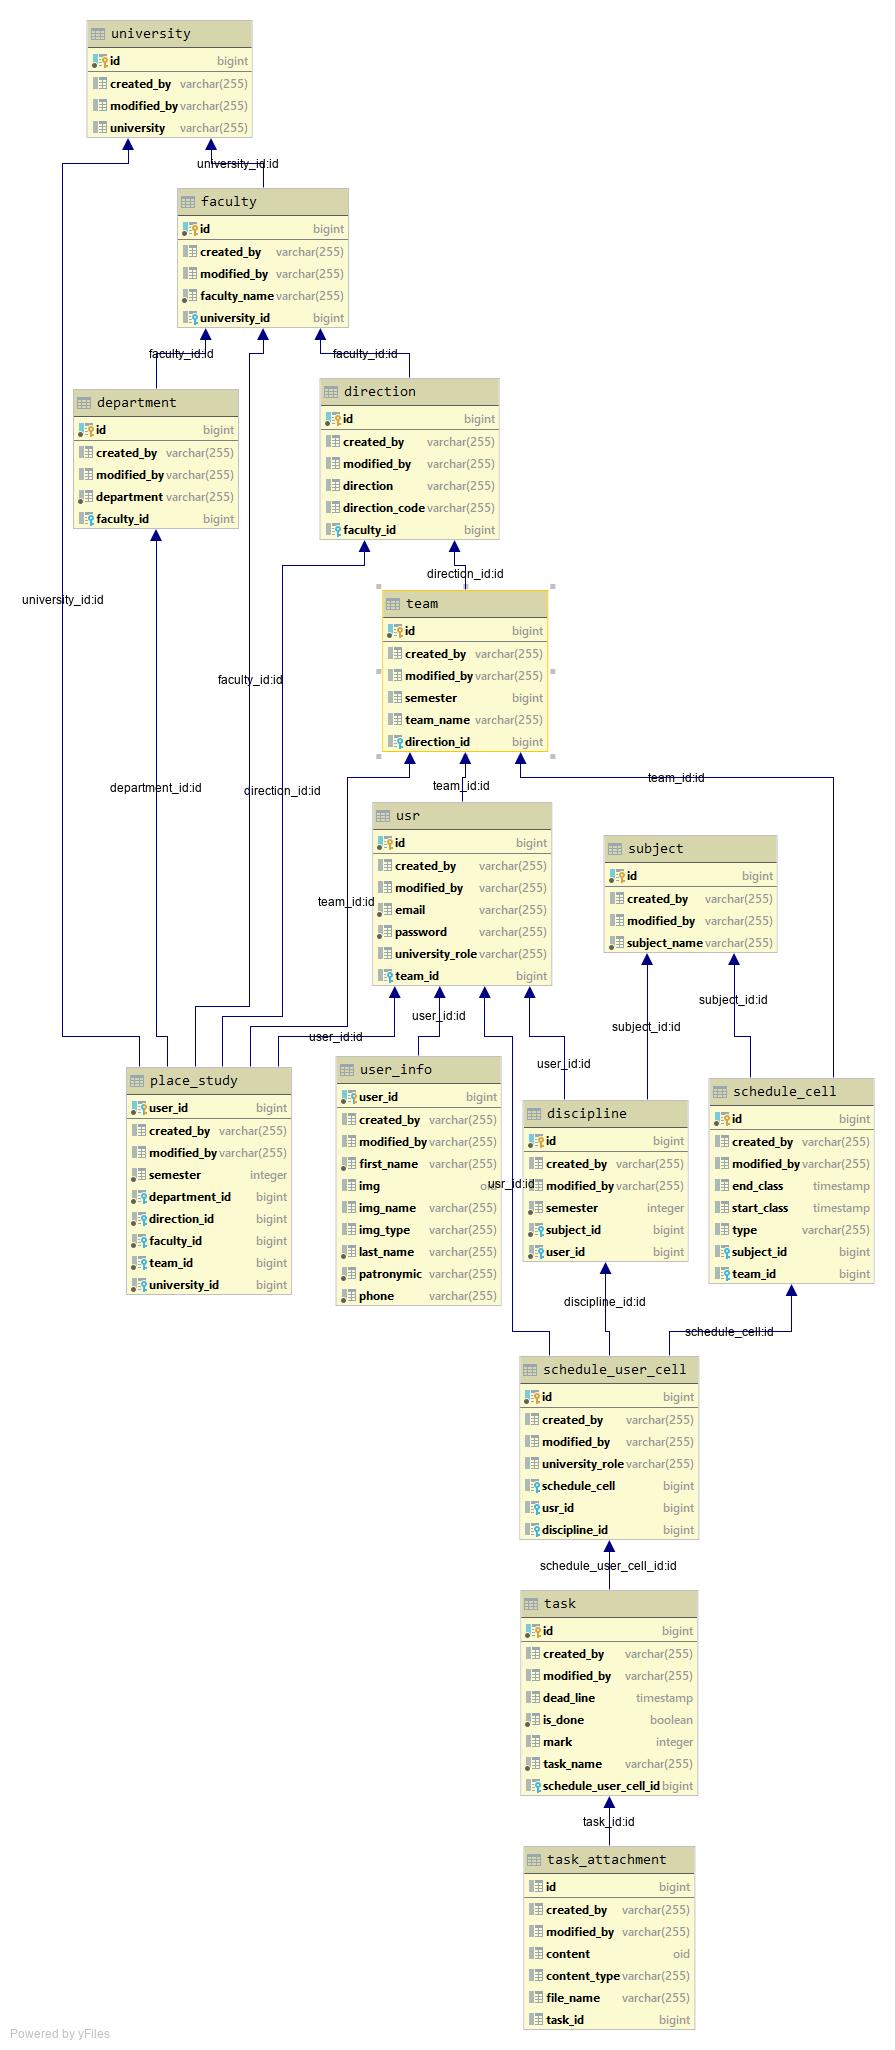 university
id bigint
created_by varchar(255)
modified_by varchar(255)
university varchar(255)
university_id:id
faculty
id bigint
created_by varchar(255)
modified_by varchar(255)
faculty_name varchar(255)
university_id bigint
faculty_id:id
faculty_id:id
department
id bigint
created_by varchar(255)
modified_by varchar(255)
department varchar(255)
faculty_id bigint
direction
id bigint
created_by varchar(255)
modified_by varchar(255)
direction varchar(255)
direction_code varchar(255)
faculty_id bigint
university_id:id
direction_id:id
team
id bigint
created_by varchar(255)
modified_by varchar(255)
semester bigint
team_name varchar(255)
direction_id bigint
faculty_id:id
department_id:id
direction_id:id
team_id:id
team_id:id
team_id:id
usr
id bigint
created_by varchar(255)
modified_by varchar(255)
email varchar(255)
password varchar(255)
university_role varchar(255)
team_id bigint
subject
id bigint
created_by varchar(255)
modified_by varchar(255)
subject_name varchar(255)
user_id:id
user_id:id
user_id:id
subject_id:id
subject_id:id
place_study
user_id bigint
created_by varchar(255)
modified_by varchar(255)
semester integer
department_id bigint
direction_id bigint
faculty_id bigint
team_id bigint
university_id bigint
user_info
user_id bigint
created_by varchar(255)
modified_by varchar(255)
first_name varchar(255)
img
img_name varchar(255)
img_type varchar(255)
last_name varchar(255)
patronymic varchar(255)
phone varchar(255)
usr_id:id
discipline
id bigint
created_by varchar(255)
modified_by varchar(255)
semester integer
subject_id bigint
user_id bigint
schedule_cell
id bigint
created_by varchar(255)
modified_by varchar(255)
end_class timestamp
start_class timestamp
type varchar(255)
subject_id bigint
team_id bigint
discipline_id:id
schedule_cell:id
schedule_user_cell
id bigint
created_by varchar(255)
modified_by varchar(255)
university_role varchar(255)
schedule_cell bigint
usr_id bigint
discipline_id bigint
schedule_user_cell_id:id
task
id bigint
created_by varchar(255)
modified_by varchar(255)
dead_line timestamp
is_done boolean
mark integer
task_name varchar(255)
schedule_user_cell_id bigint
task_id:id
task_attachment
id bigint
created_by varchar(255)
modified_by varchar(255)
content oid
content_type varchar(255)
file_name varchar(255)
task_id bigint
Powered by yFiles